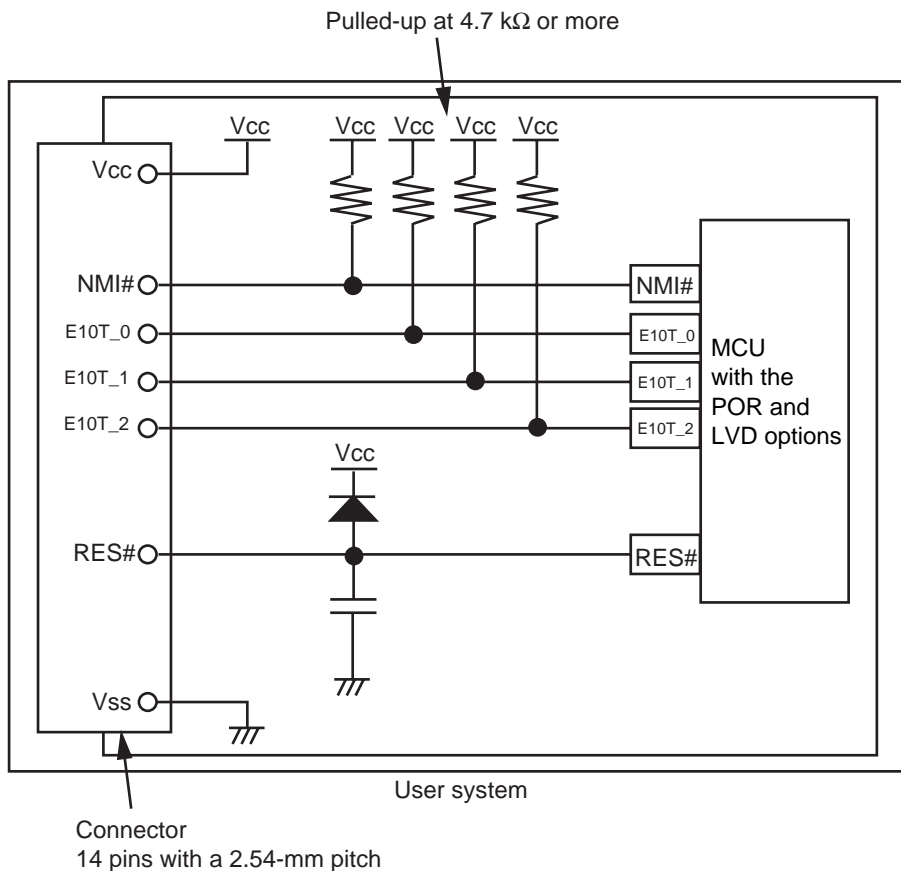 Pulled-up at 4.7 kΩ or more
Vcc
Vcc
Vcc
Vcc
Vcc
Vcc
NMI#
NMI#
E10T_0
E10T_0
E10T_1
E10T_1
E10T_2
E10T_2
MCU
with the
POR and
LVD options
Vcc
RES#
RES#
Vss
User system
Connector
14 pins with a 2.54-mm pitch